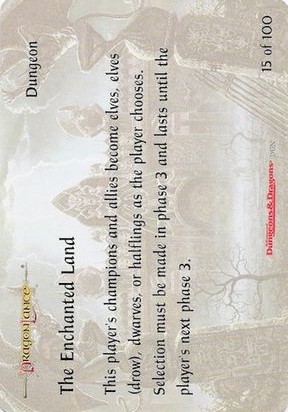 DRAGONLANCE
Dungeon
The Enchanted Land
This player's champions and allies become elves, elves
(drow), dwarves, or halflings as the player chooses.
Selection must be made in phase 3 and lasts until the
player's next phase 3.
Dungeons & Dragons
15 of 100